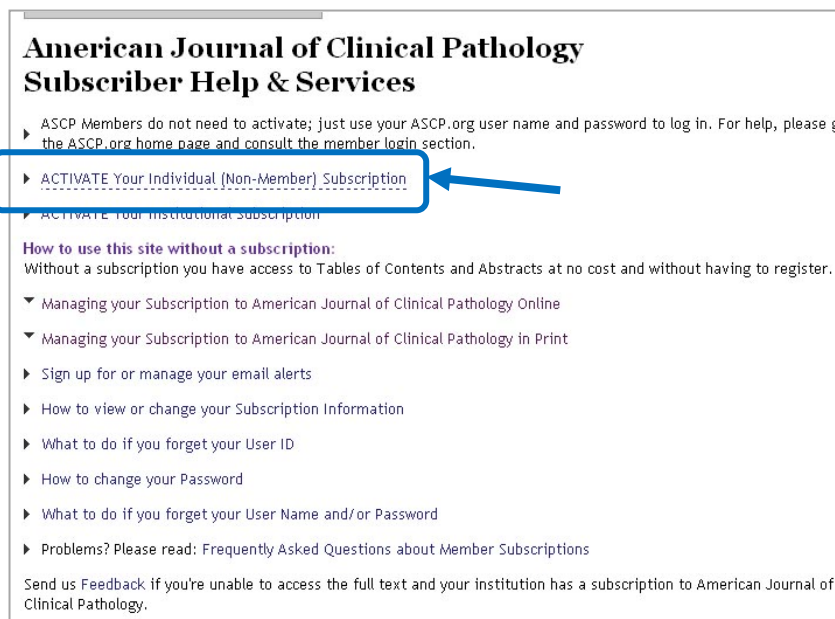 American Journal of Clinical Pathology
Subscriber Help & Services
ASCP Members do not need to activate; just use your ASCP.org user name and password to log in. For help, please
the ASCP.org home page and consult the member login section.
ACTIVATE Your Individual (Non-Member) Subscription
ACTIVATE Your Institutional Subscription
How to use this site without a subscription:
Without a subscription you have access to Tables of Contents and Abstracts at no cost and without having to register.
Managing your Subscription to American Journal of Clinical Pathology Online
Managing your Subscription to American Journal of Clinical Pathology in Print
Sign up for or manage your email alerts
How to view or change your Subscription Information
What to do if you forget your User ID
How to change your Password
What to do if you forget your User Name and/or Password
Problems? Please read: Frequently Asked Questions about Member Subscriptions
Send us Feedback if you're unable to access the full text and your institution has a subscription to American Journal of
Clinical Pathology.